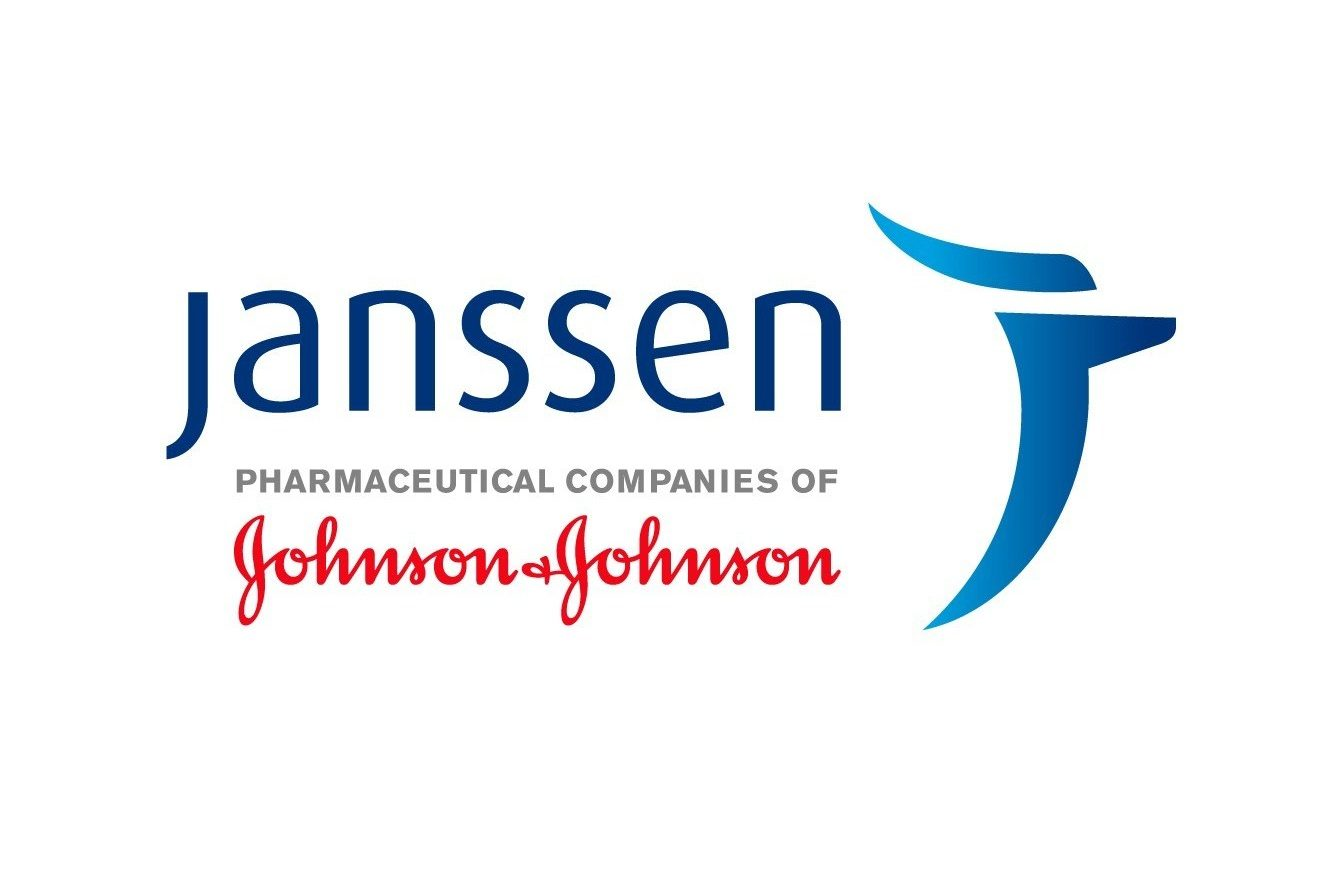 Janssen
PHARMACEUTICAL COMPANIES OF
Johnson & Johnson